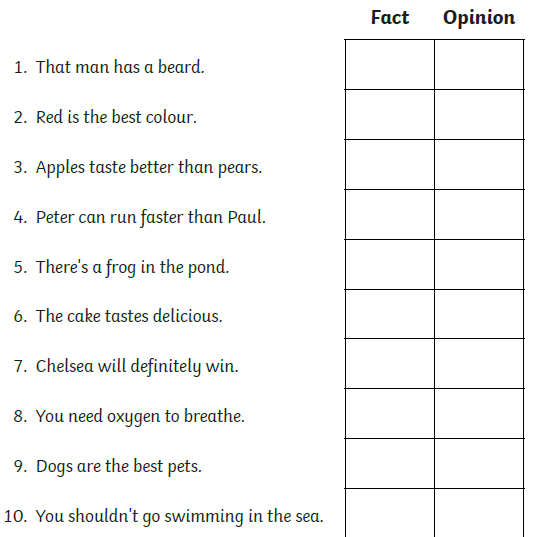 Fact Opinion
1. That man has a beard.
2. Red is the best colour.
3. Apples taste better than pears.
4. Peter can run faster than Paul.
5. There's a frog in the pond.
6. The cake tastes delicious.
7. Chelsea will definitely win.
8. You need oxygen to breathe.
9. Dogs are the best pets.
10. You shouldn't go swimming in the sea.